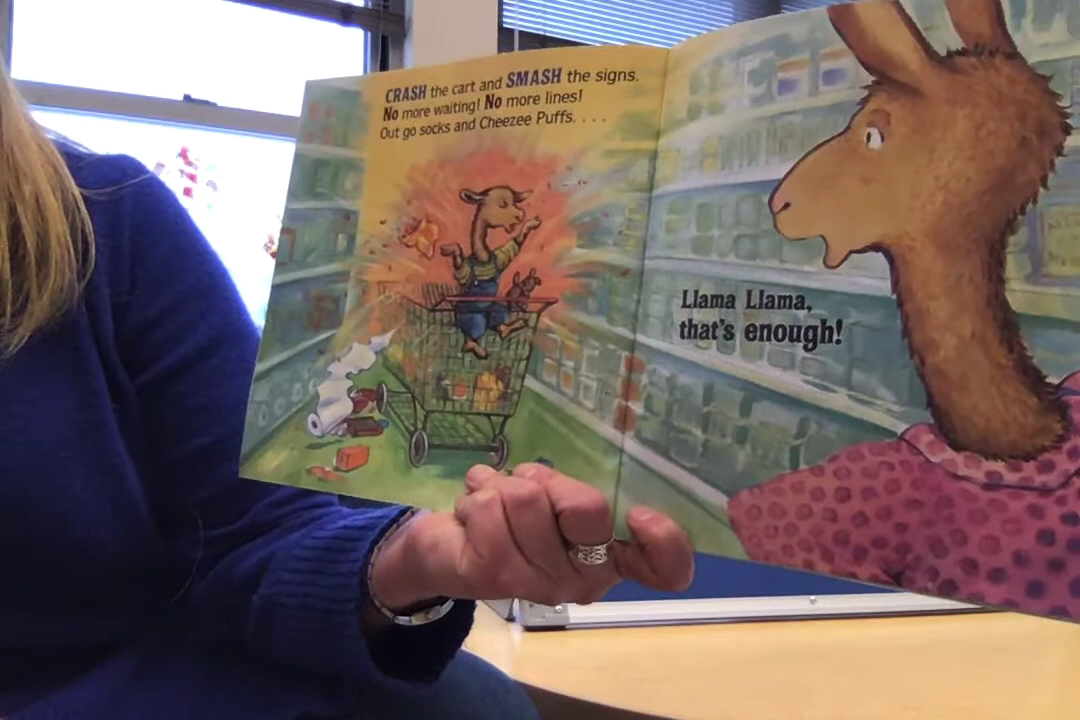 CRASH the cart and SMASH the signs.
No more waiting! No more lines!
Out go socks and Cheezee Puffs. . . .
Llama Llama,
that's enough!